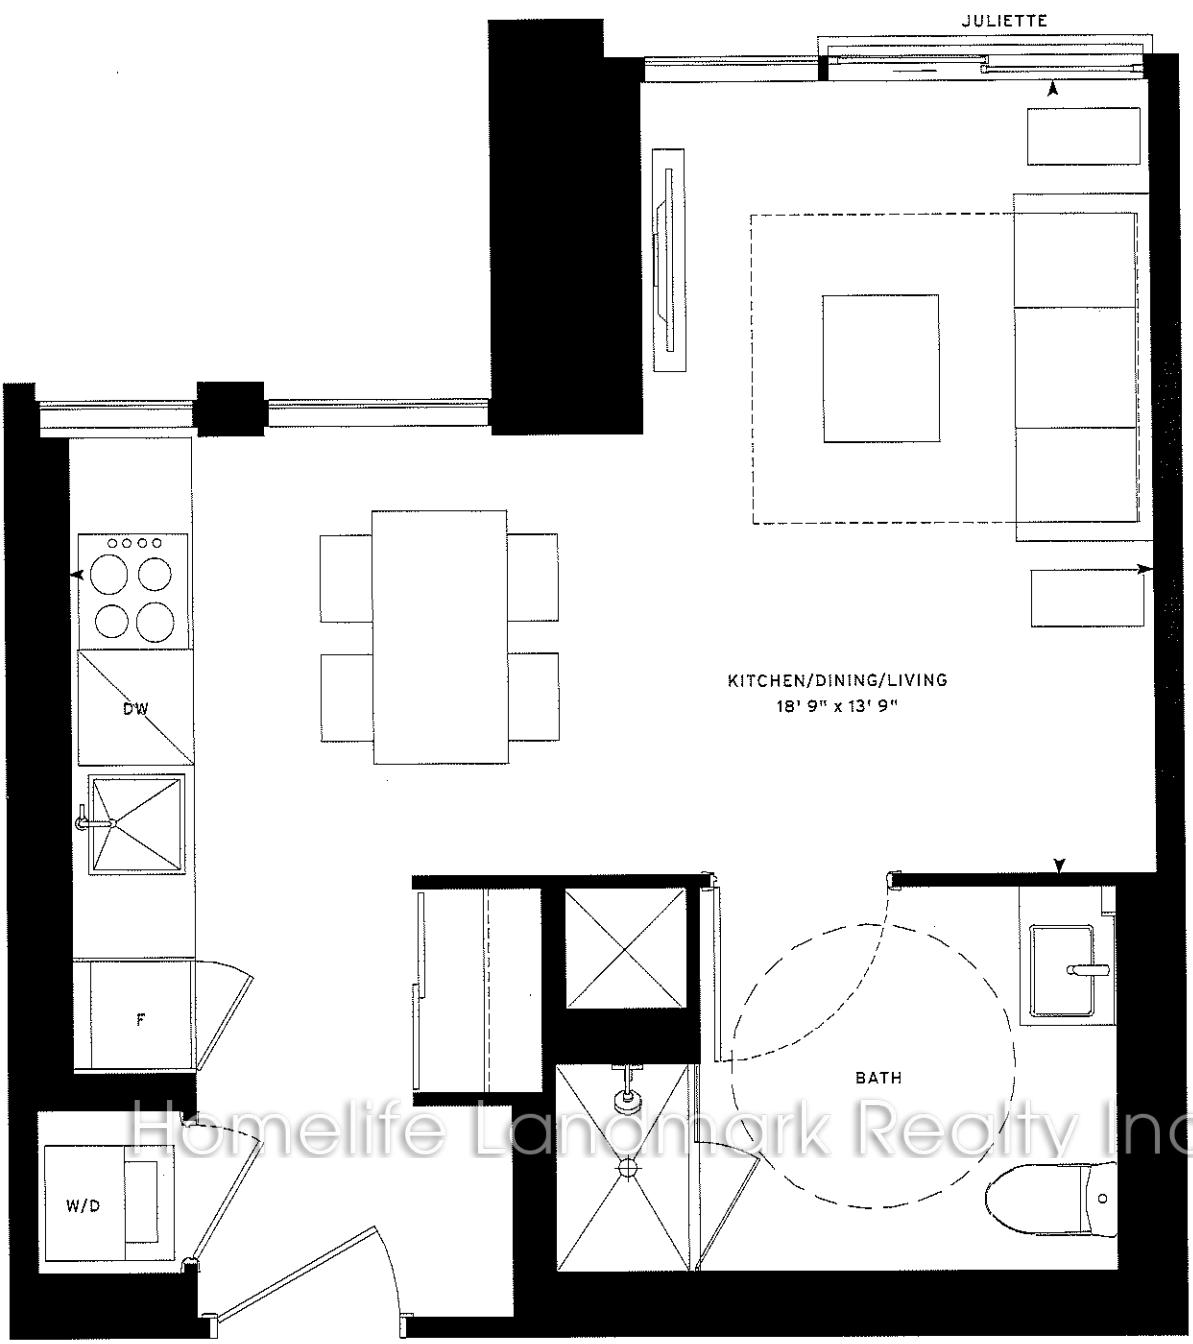 JULIETTE
KITCHEN/DINING/LIVING
18' 9" x 13' 9"
DW
F
BATH
Homelife Landmark Realty Inc
W/D